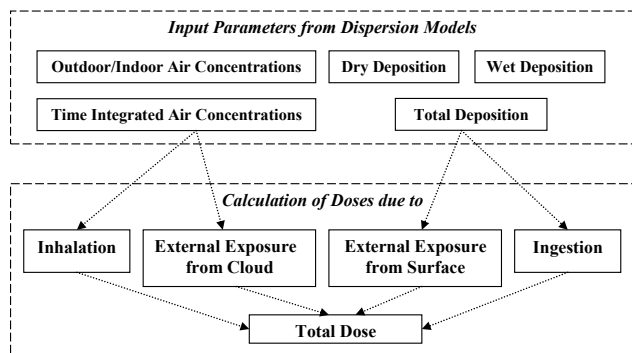 Input Parameters from Dispersion Models
Outdoor/Indoor Air Concentrations
Dry Deposition
Wet Deposition
Time Integrated Air Concentrations
Total Deposition
Calculation of Doses due to
Inhalation
External Exposure
from Cloud
External Exposure
from Surface
Ingestion
Total Dose